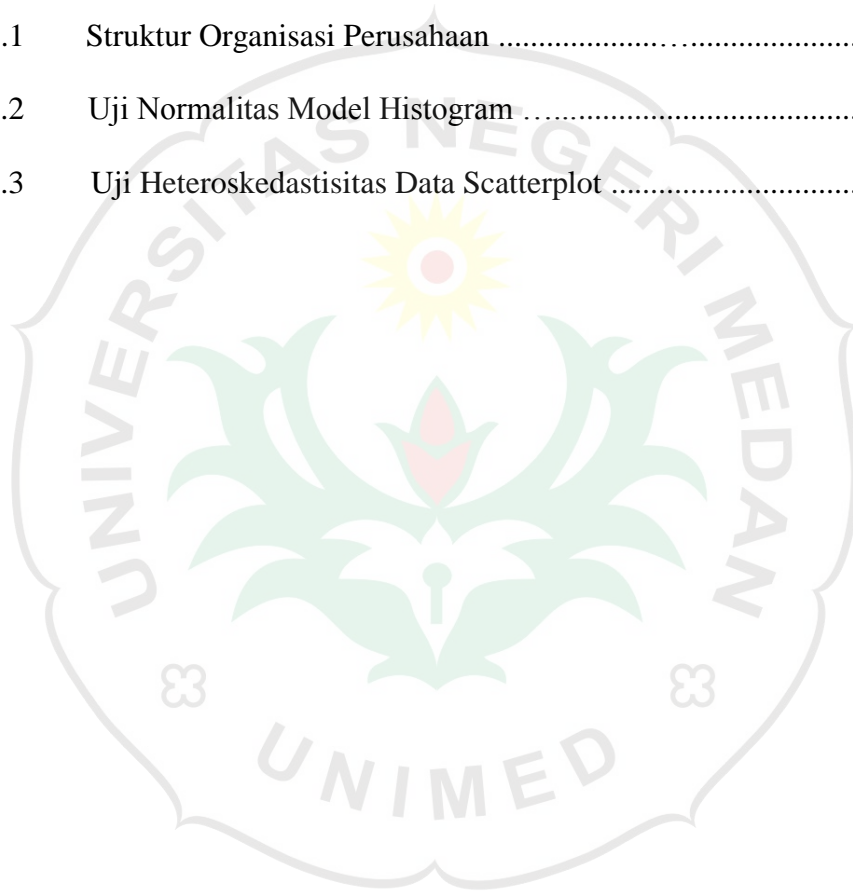 .1 Struktur Organisasi Perusahaan ....................…......................
.2 Uji Normalitas Model Histogram …......................................
.3 Uji Heteroskedastisitas Data Scatterplot ...............................
UNIVERSITAS NEGERI MEDAN
UNIMED